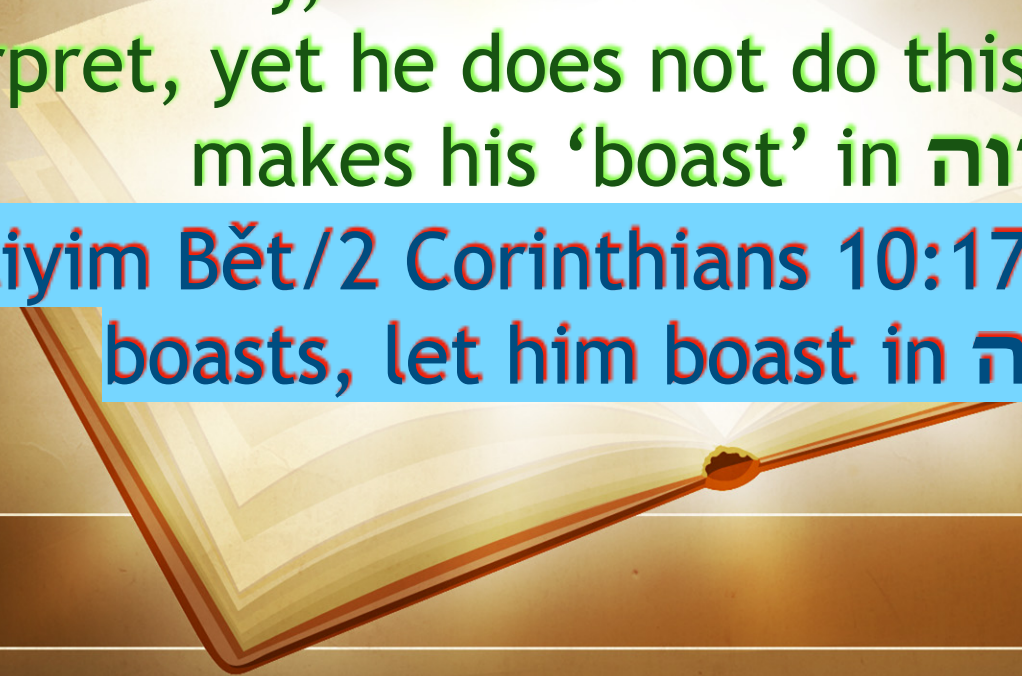 rpret, yet he does not do this
makes his ‘boast’ in וה
iyim Bĕt/2 Corinthians 10:17
boasts, let him boast in ה